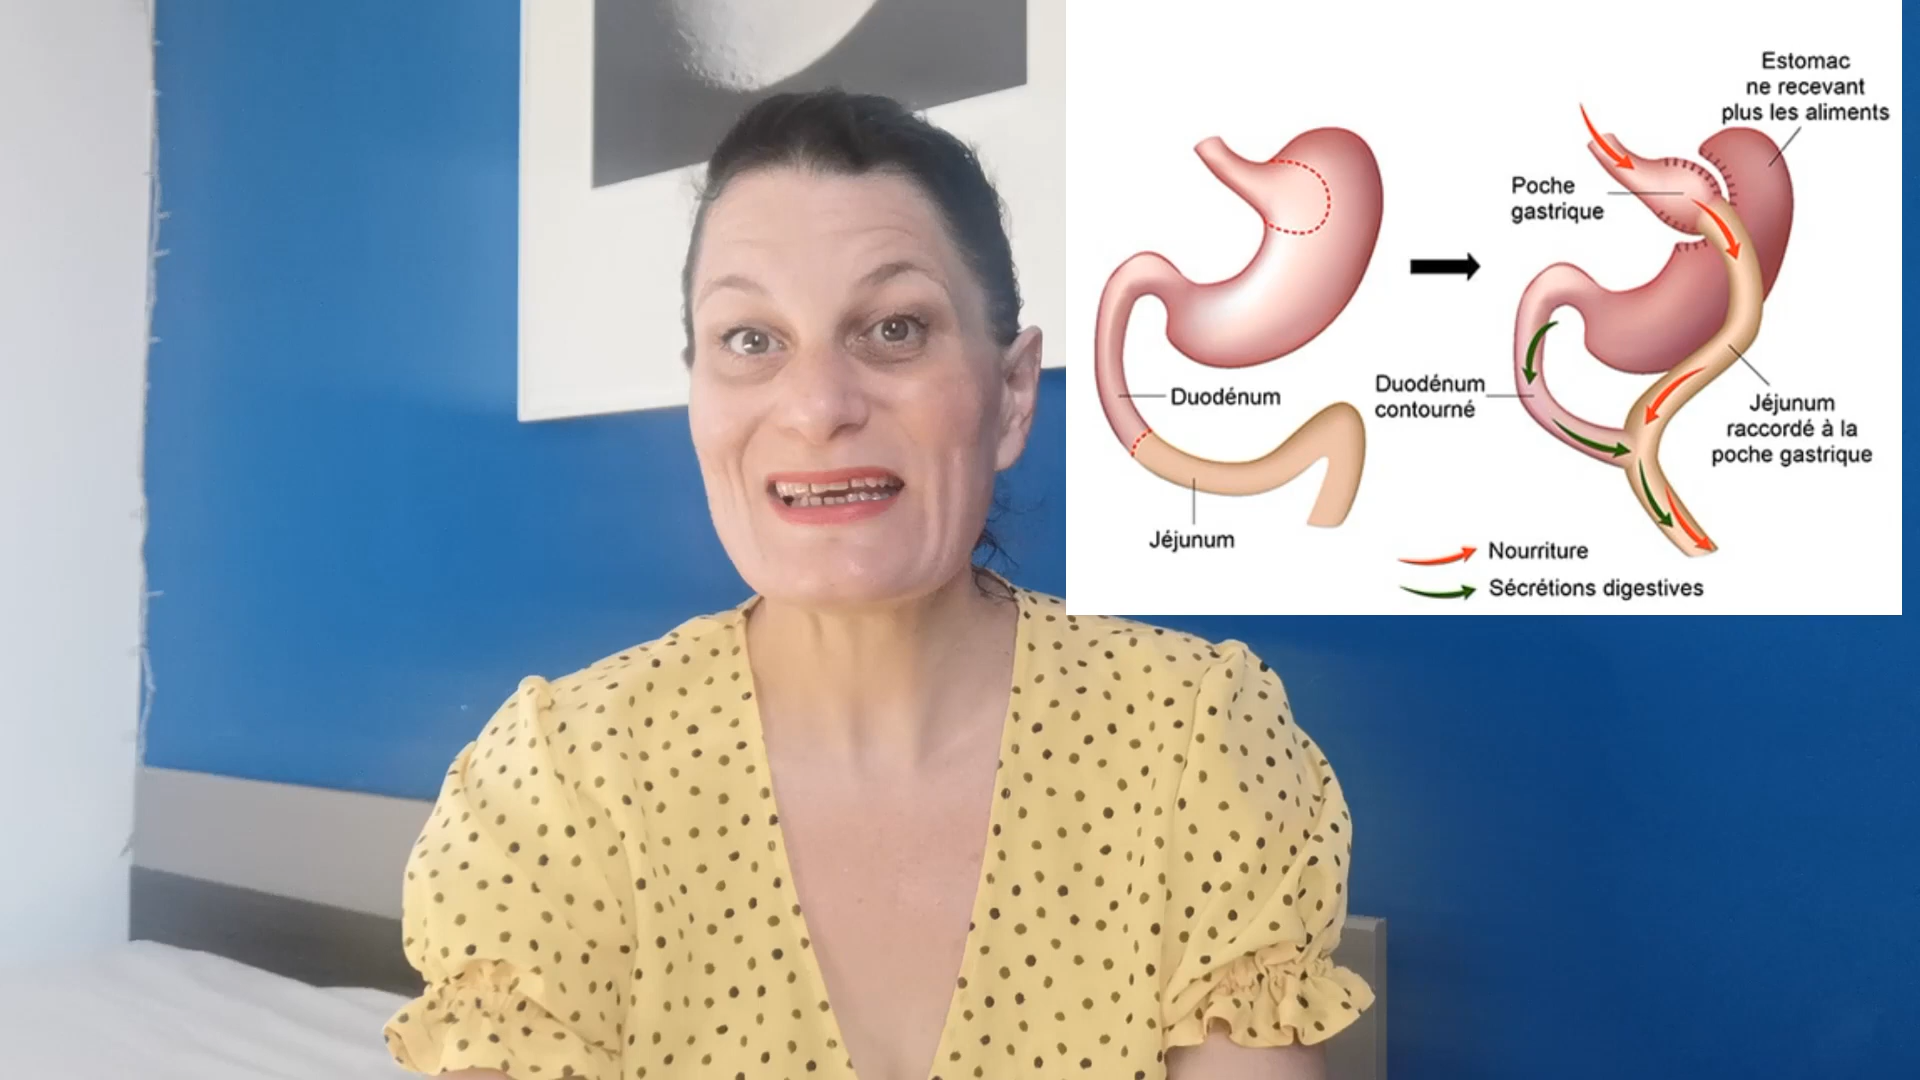 Estomac
ne recevant
plus les aliments
Poche
gastrique
Duodénum
Duodénum
contourné
Jéjunum
raccordé à la
poche gastrique
Jéjunum
Nourriture
Sécrétions digestives